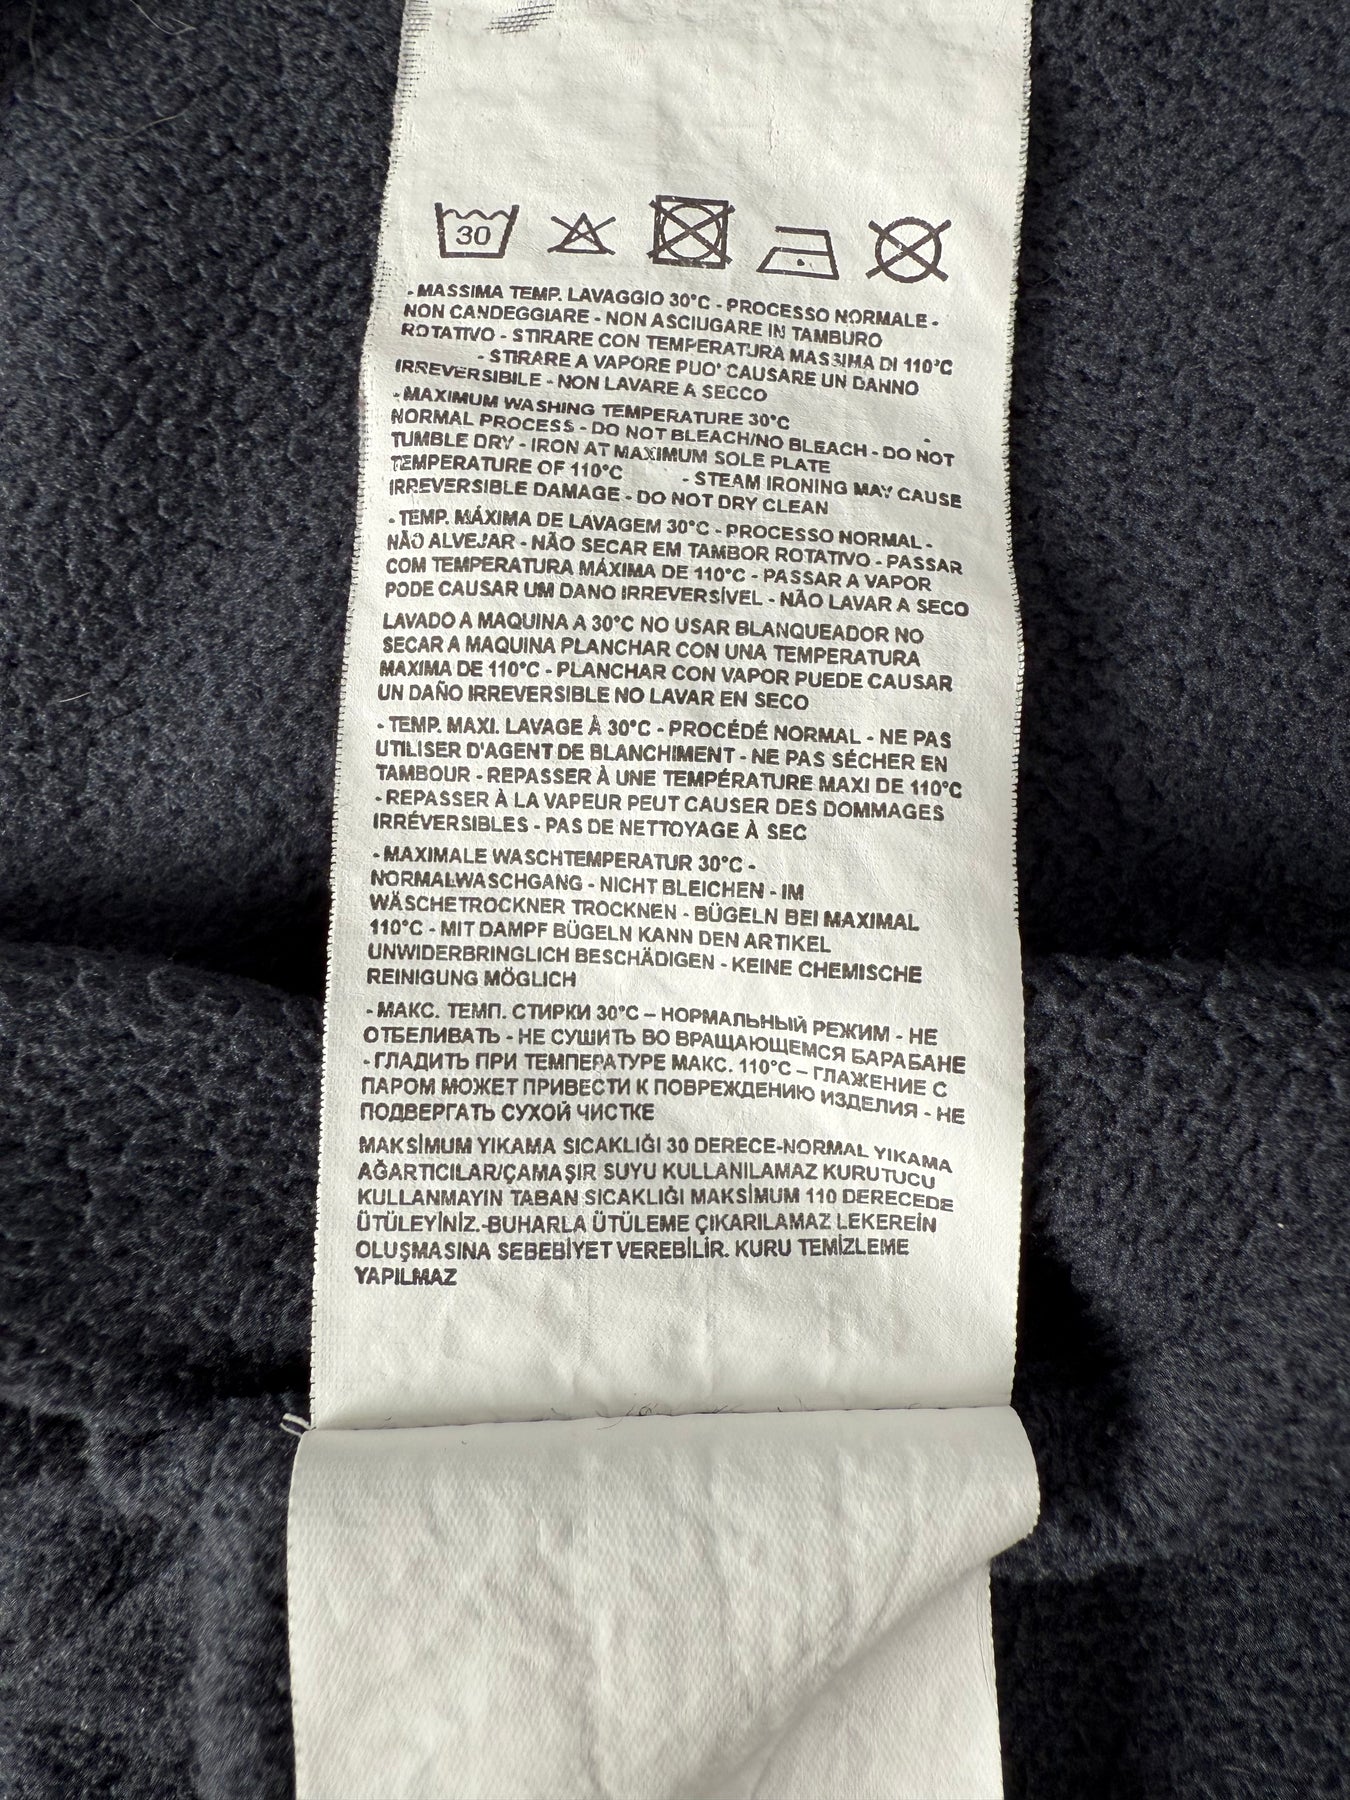 30
- MASSIMA TEMP. LAVAGGIO 30°C - PROCESSO NORMALE -
NON CANDEGGIARE - NON ASCIUGARE IN TAMBURO
ROTATIVO - STIRARE CON TEMPERATURA MASSIMA DI 110°C
- STIRARE A VAPORE PUO' CAUSARE UN DANNO
IRREVERSIBILE - NON LAVARE A SECCO
- MAXIMUM WASHING TEMPERATURE 30°C -
NORMAL PROCESS - DO NOT BLEACH/NO BLEACH - DO NOT
TUMBLE DRY - IRON AT MAXIMUM SOLE PLATE
TEMPERATURE OF 110°C - STEAM IRONING MAY CAUSE
IRREVERSIBLE DAMAGE - DO NOT DRY CLEAN
- TEMP. MÁXIMA DE LAVAGEM 30°C - PROCESSO NORMAL -
NÃO ALVEJAR - NÃO SECAR EM TAMBOR ROTATIVO - PASSAR
COM TEMPERATURA MÁXIMA DE 110°C - PASSAR A VAPOR
PODE CAUSAR UM DANO IRREVERSÍVEL - NÃO LAVAR A SECO
LAVADO A MAQUINA A 30°C NO USAR BLANQUEADOR NO
SECAR A MAQUINA PLANCHAR CON UNA TEMPERATURA
MAXIMA DE 110°C - PLANCHAR CON VAPOR PUEDE CAUSAR
UN DAÑO IRREVERSIBLE NO LAVAR EN SECO
- TEMP. MAXI. LAVAGE À 30°C - PROCÉDÉ NORMAL - NE PAS
UTILISER D'AGENT DE BLANCHIMENT - NE PAS SÉCHER EN
TAMBOUR - REPASSER À UNE TEMPÉRATURE MAXI DE 110°C
- REPASSER À LA VAPEUR PEUT CAUSER DES DOMMAGES
IRRÉVERSIBLES - PAS DE NETTOYAGE À SEC
- MAXIMALE WASCHTEMPERATUR 30°C -
NORMALWASCHGANG - NICHT BLEICHEN - IM
WÄSCHETROCKNER TROCKNEN - BÜGELN BEI MAXIMAL
110°C - MIT DAMPF BÜGELN KANN DEN ARTIKEL
UNWIDERBRINGLICH BESCHÄDIGEN - KEINE CHEMISCHE
REINIGUNG MÖGLICH
- МАКС. ТЕМП. СТИРКИ 30°C – НОРМАЛЬНЫЙ РЕЖИМ - НЕ
ОТБЕЛИВАТЬ - НЕ СУШИТЬ ВО ВРАЩАЮЩЕМСЯ БАРАБАНЕ
- ГЛАДИТЬ ПРИ ТЕМПЕРАТУРЕ МАКС. 110°C – ГЛАЖЕНИЕ С
ПАРОМ МОЖЕТ ПРИВЕСТИ К ПОВРЕЖДЕНИЮ ИЗДЕЛИЯ - НЕ
ПОДВЕРГАТЬ СУХОЙ ЧИСТКЕ
MAKSİMUM YIKAMA SICAKLIĞI 30 DERECE-NORMAL YIKAMA
AĞARTICILAR/ÇAMAŞIR SUYU KULLANILAMAZ KURUTUCU
KULLANMAYIN TABAN SICAKLIĞI MAKSİMUM 110 DERECEDE
ÜTÜLEYİNİZ.-BUHARLA ÜTÜLEME ÇIKARILAMAZ LEKEREIN
OLUŞMASINA SEBEBİYET VEREBİLİR. KURU TEMİZLEME
YAPILMAZ